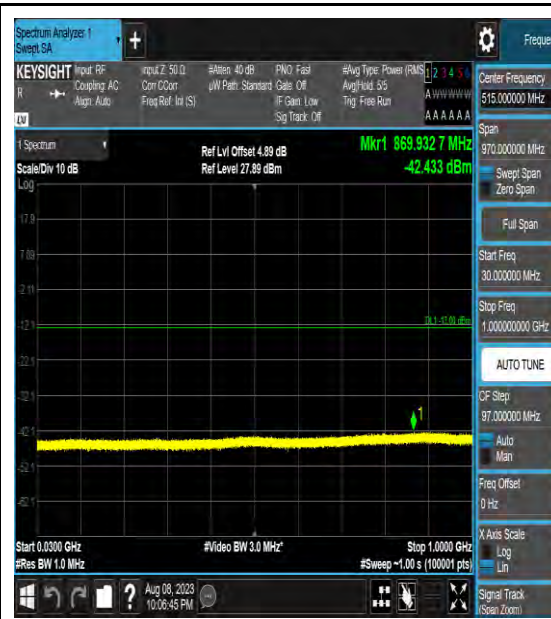 Spectrum Analyzer 1
Swept SA
+
Freque
KEYSIGHT Input: RF Input Z: 50 Ω #Atten: 40 dB PNO: Fast #Avg Type: Power (RMS 1 2 3 4 5 6
R Coupling: AC Corr CCorr µW Path: Standard Gate: Off Avg|Hold: 5/5 A W W W W W
Align: Auto Freq Ref: Int (S) IF Gain: Low Trig: Free Run
Sig Track: Off A A A A A A
LW
1 Spectrum
Scale/Div 10 dB
Ref Lvl Offset 4.89 dB
Ref Level 27.89 dBm
Mkr1 869.932 7 MHz
-42.433 dBm
Log
17.9
7.89
-2.11
-12.1
DL1 -13.00 dBm
-22.1
-32.1
-42.1
1
-52.1
-62.1
Start 0.0300 GHz #Video BW 3.0 MHz* Stop 1.0000 GHz
#Res BW 1.0 MHz #Sweep ~1.00 s (100001 pts)
Center Frequency
515.000000 MHz
Span
970.000000 MHz
Swept Span
Zero Span
Full Span
Start Freq
30.000000 MHz
Stop Freq
1.000000000 GHz
AUTO TUNE
CF Step
97.000000 MHz
Auto
Man
Freq Offset
0 Hz
X Axis Scale
Log
Lin
Signal Track
(Span Zoom)
?
Aug 08, 2023
10:06:45 PM